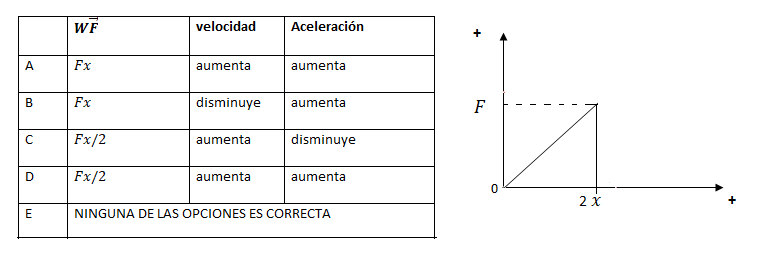 WF⃗ velocidad Aceleración
A Fx aumenta aumenta
B Fx disminuye aumenta
C Fx/2 aumenta disminuye
D Fx/2 aumenta aumenta
E NINGUNA DE LAS OPCIONES ES CORRECTA
+
F
0
2 x
+